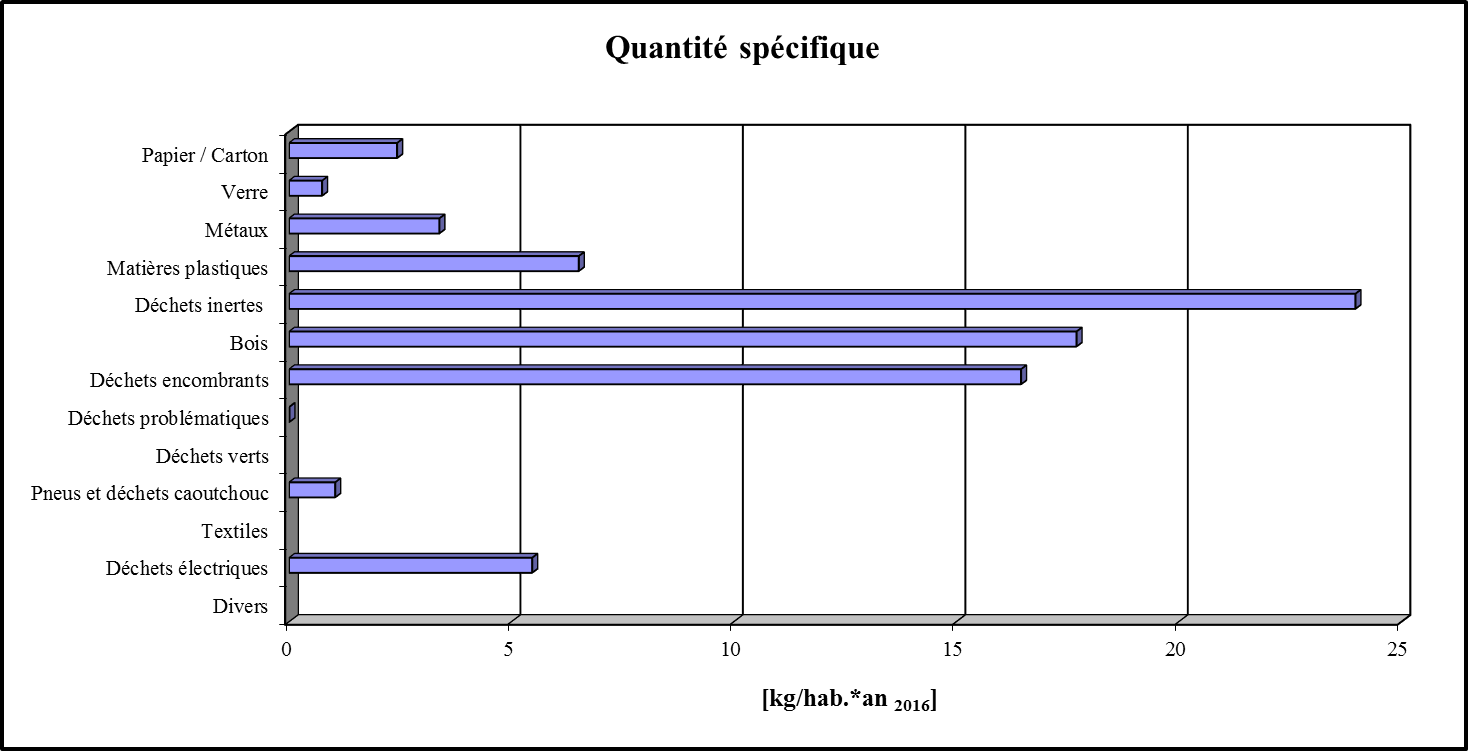 Quantité spécifique
Papier / Carton
Verre
Métaux
Matières plastiques
Déchets inertes
Bois
Déchets encombrants
Déchets problématiques
Déchets verts
Pneus et déchets caoutchouc
Textiles
Déchets électriques
Divers
0 5 10 15 20 25
[kg/hab.*an 2016]